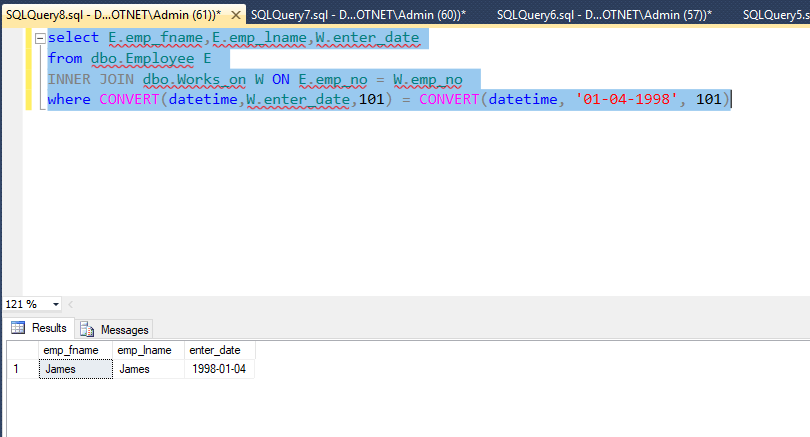 SQLQuery8.sql - D...OTNET\Admin (61))* SQLQuery7.sql - D...OTNET\Admin (60))* SQLQuery6.sql - D...OTNET\Admin (57))* SQLQuery5.s
select E.emp_fname,E.emp_lname,W.enter_date
from dbo.Employee E
INNER JOIN dbo.Works_on W ON E.emp_no = W.emp_no
where CONVERT(datetime,W.enter_date,101) = CONVERT(datetime, '01-04-1998', 101)
121 %
Results Messages
emp_fname emp_lname enter_date
1 James James 1998-01-04